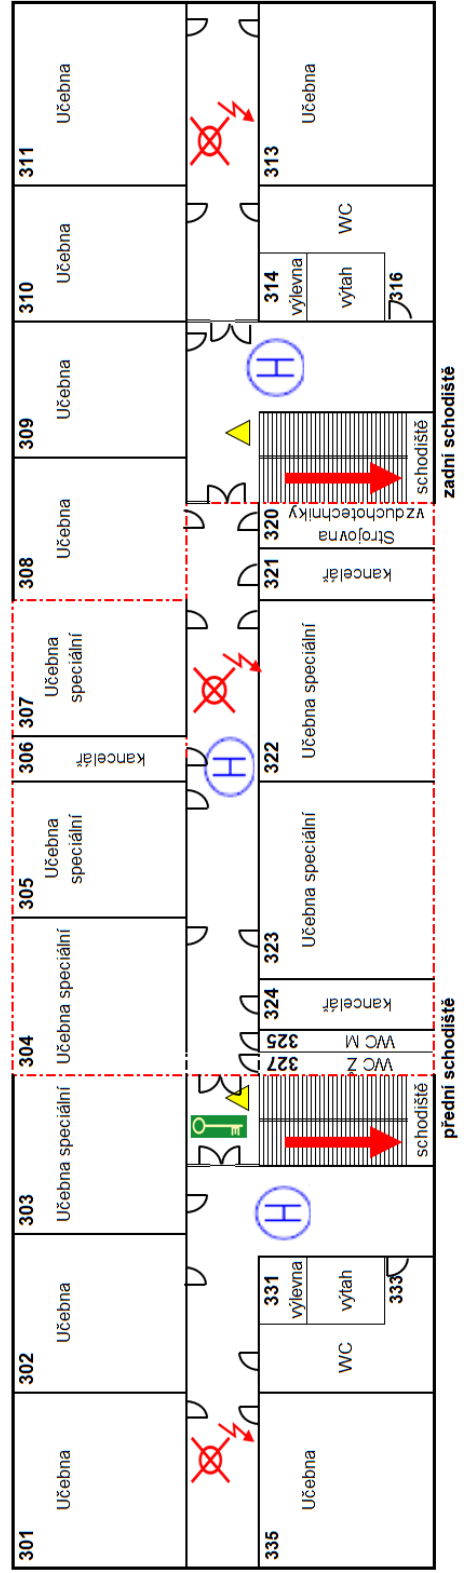 301
Učebna
302
Učebna
303
Učebna speciální
304
Učebna speciální
305
Učebna
speciální
306
kancelář
307
Učebna
speciální
308
Učebna
309
Učebna
310
Učebna
311
Učebna
H
H
H
335
Učebna
WC
331
výlevna
výtah
333
schodiště
přední schodiště
327
WC Ž
325
WC M
324
kancelář
323
Učebna speciální
322
Učebna speciální
321
kancelář
320
Strojovna
vzduchotechniky
schodiště
zadní schodiště
314
výlevna
výtah
316
WC
313
Učebna